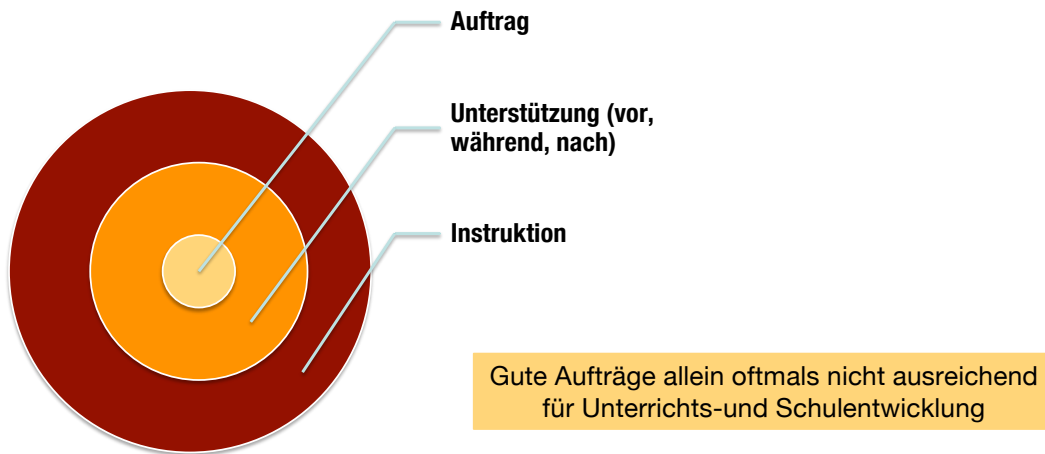 Auftrag
Unterstützung (vor,
während, nach)
Instruktion
Gute Aufträge allein oftmals nicht ausreichend
für Unterrichts-und Schulentwicklung